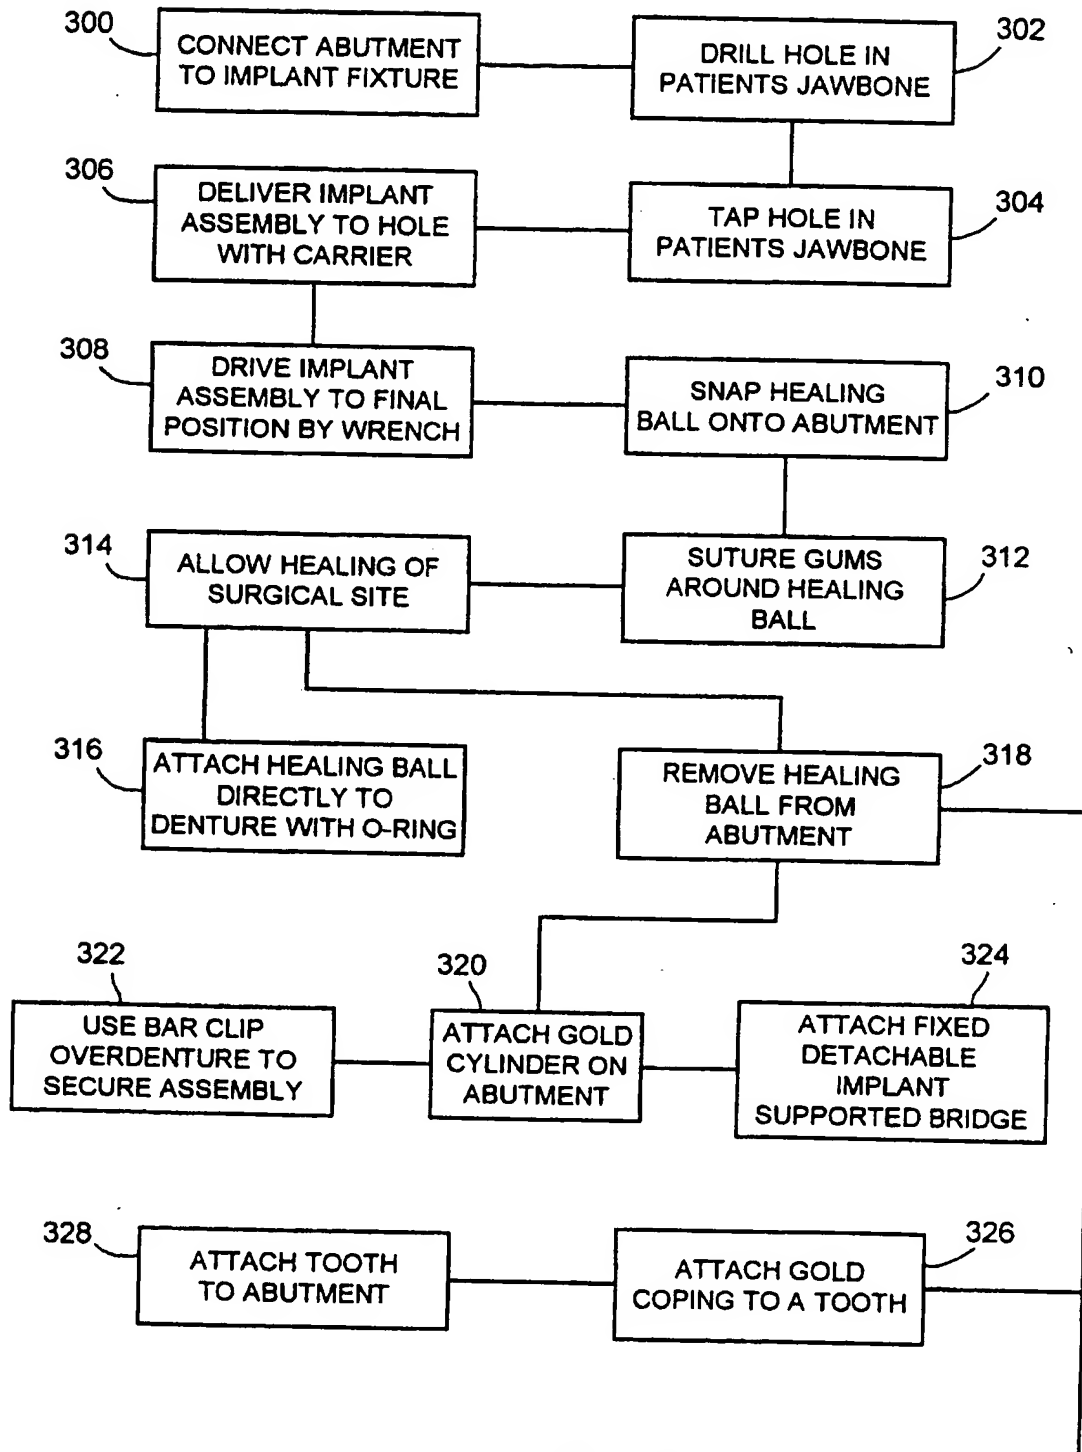 300
CONNECT ABUTMENT
TO IMPLANT FIXTURE
302
DRILL HOLE IN
PATIENTS JAWBONE
306
DELIVER IMPLANT
ASSEMBLY TO HOLE
WITH CARRIER
304
TAP HOLE IN
PATIENTS JAWBONE
308
DRIVE IMPLANT
ASSEMBLY TO FINAL
POSITION BY WRENCH
310
SNAP HEALING
BALL ONTO ABUTMENT
314
ALLOW HEALING OF
SURGICAL SITE
312
SUTURE GUMS
AROUND HEALING
BALL
316
ATTACH HEALING BALL
DIRECTLY TO
DENTURE WITH O-RING
318
REMOVE HEALING
BALL FROM
ABUTMENT
322
USE BAR CLIP
OVERDENTURE TO
SECURE ASSEMBLY
320
ATTACH GOLD
CYLINDER ON
ABUTMENT
324
ATTACH FIXED
DETACHABLE
IMPLANT
SUPPORTED BRIDGE
328
ATTACH TOOTH
TO ABUTMENT
326
ATTACH GOLD
COPING TO A TOOTH